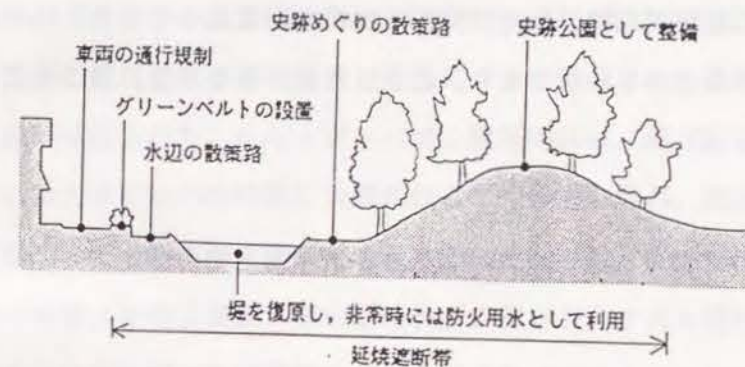 史跡めぐりの散策路
史跡公園として整備
車両の通行規制
グリーンベルトの設置
水辺の散策路
堀を復原し，非常時には防火用水として利用
延焼遮断帯